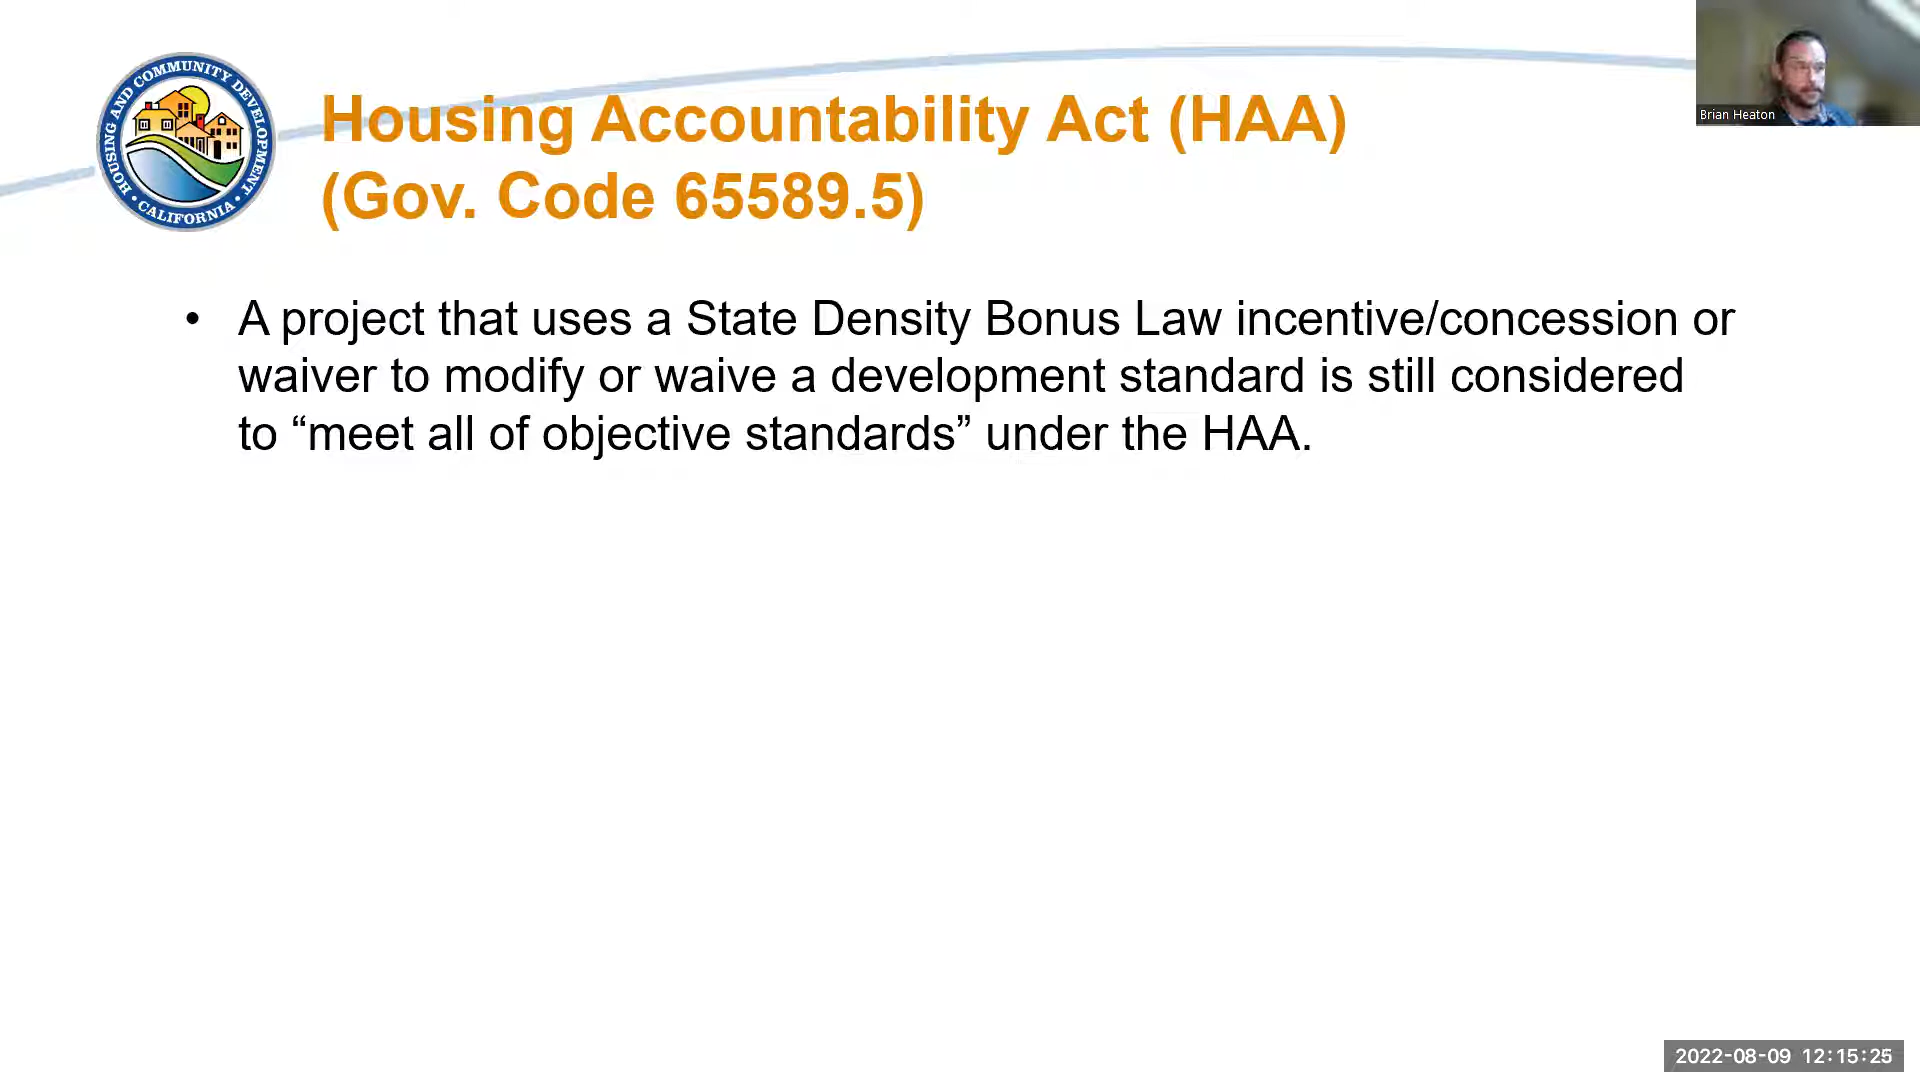 HOUSING AND COMMUNITY DEVELOPMENT
• CALIFORNIA •
Housing Accountability Act (HAA)
(Gov. Code 65589.5)
Brian Heaton
• A project that uses a State Density Bonus Law incentive/concession or
waiver to modify or waive a development standard is still considered
to “meet all of objective standards” under the HAA.
2022-08-09 12:15:25